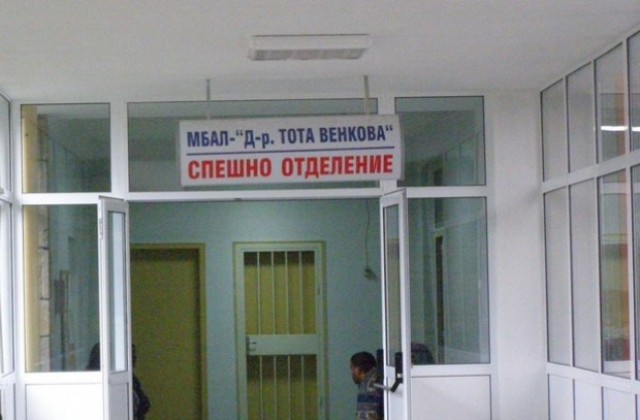 МБАЛ-"Д-р. ТОТА ВЕНКОВА"
СПЕШНО ОТДЕЛЕНИЕ